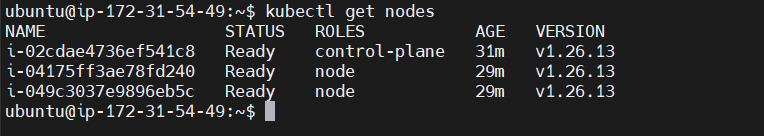 ubuntu@ip-172-31-54-49:~$ kubectl get nodes
NAME STATUS ROLES AGE VERSION
i-02cdae4736ef541c8 Ready control-plane 31m v1.26.13
i-04175ff3ae78fd240 Ready node 29m v1.26.13
i-049c3037e9896eb5c Ready node 29m v1.26.13
ubuntu@ip-172-31-54-49:~$